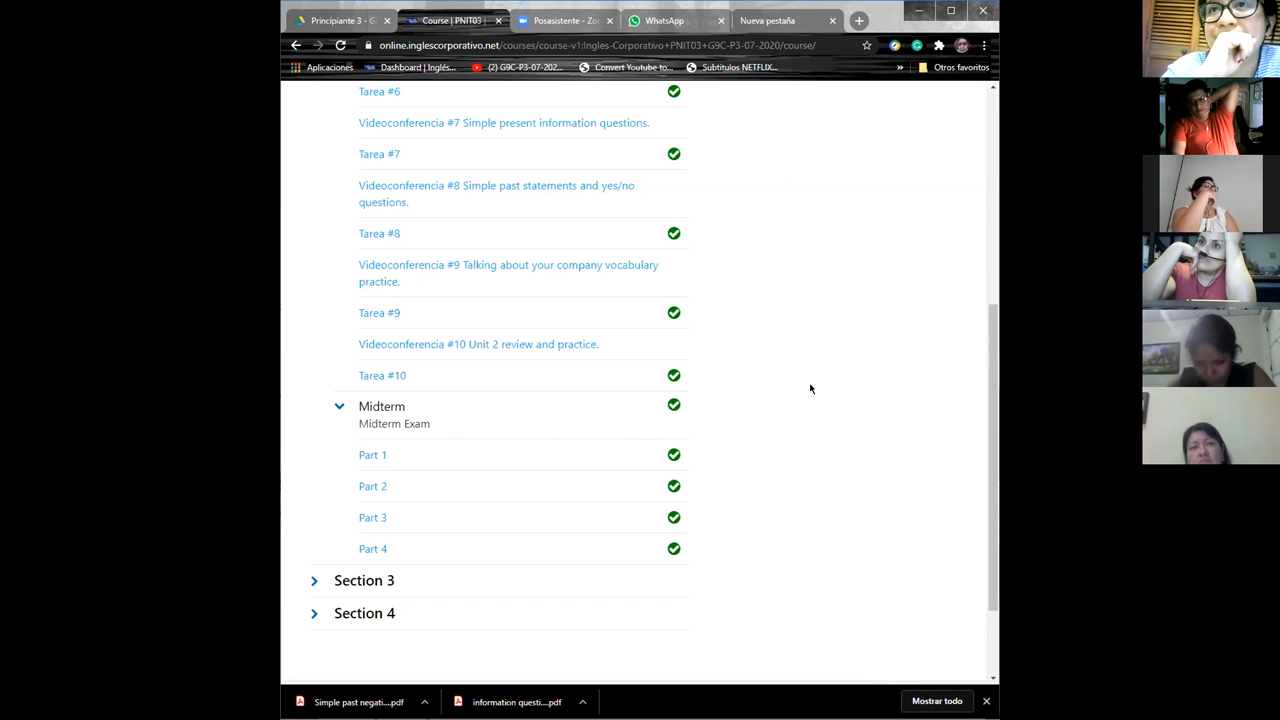 Principiante 3 - G
Course | PNIT03
Posasistente - Zoo
WhatsApp
Nueva pestaña
online.inglescorporativo.net/courses/course-v1:Ingles-Corporativo+PNIT03+G9C-P3-07-2020/course/
Aplicaciones
Dashboard | Inglés...
(2) G9C-P3-07-202...
Convert Youtube to...
Subtitulos NETFLIX...
»
Otros favoritos
Tarea #6
Videoconferencia #7 Simple present information questions.
Tarea #7
Videoconferencia #8 Simple past statements and yes/no
questions.
Tarea #8
Videoconferencia #9 Talking about your company vocabulary
practice.
Tarea #9
Videoconferencia #10 Unit 2 review and practice.
Tarea #10
Midterm
Midterm Exam
Part 1
Part 2
Part 3
Part 4
Section 3
Section 4
Simple past negati....pdf
information questi....pdf
Mostrar todo